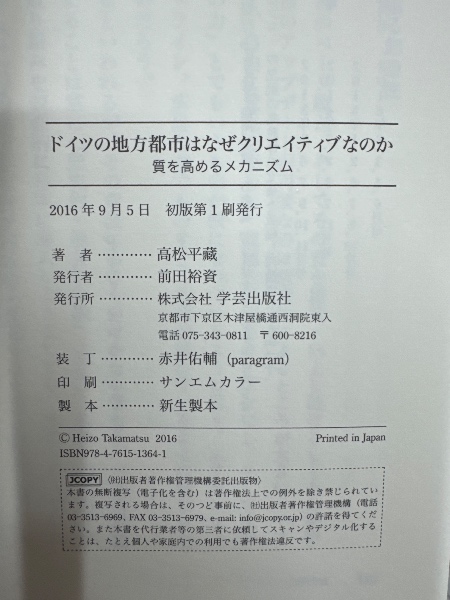 ドイツの地方都市はなぜクリエイティブなのか
質を高めるメカニズム
2016年9月5日 初版第1刷発行
著 者 ………… 高松平藏
発行者 ………… 前田裕資
発行所 ………… 株式会社 学芸出版社
京都市下京区木津屋橋通西洞院東入
電話 075-343-0811 〒600-8216
装 丁 ………… 赤井佑輔（paragram）
印 刷 ………… サンエムカラー
製 本 ………… 新生製本
© Heizo Takamatsu 2016 Printed in Japan
ISBN978-4-7615-1364-1
JCOPY 〈㈳出版者著作権管理機構委託出版物〉
本書の無断複写（電子化を含む）は著作権法上での例外を除き禁じられてい
ます。複写される場合は、そのつど事前に、㈳出版者著作権管理機構（電話
03-3513-6969、FAX 03-3513-6979、e-mail: info@jcopy.or.jp）の許諾を得てくださ
い。また本書を代行業者等の第三者に依頼してスキャンやデジタル化する
ことは、たとえ個人や家庭内での利用でも著作権法違反です。